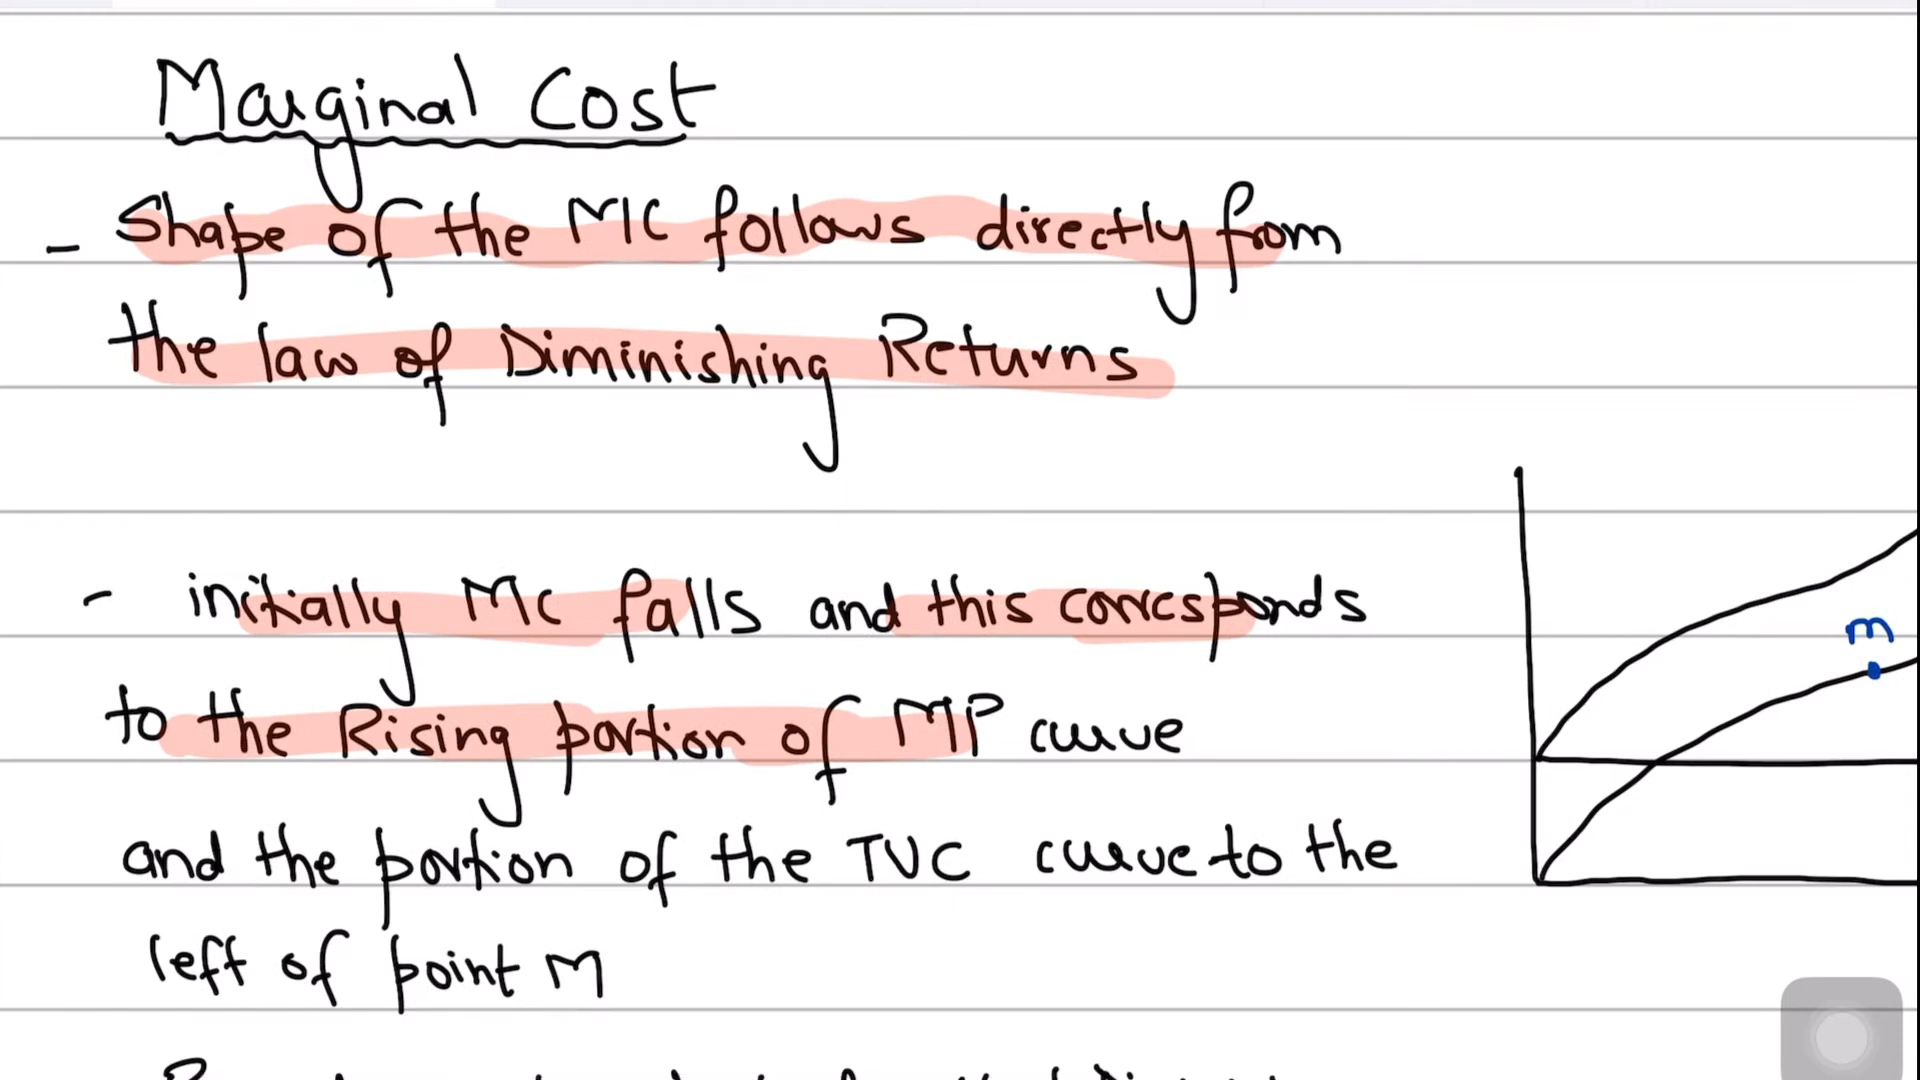 Marginal Cost
- Shape of the MC follows directly from
the law of Diminishing Returns
- initially MC falls and this corresponds
to the Rising portion of MP curve
and the portion of the TVC curve to the
left of point M
m